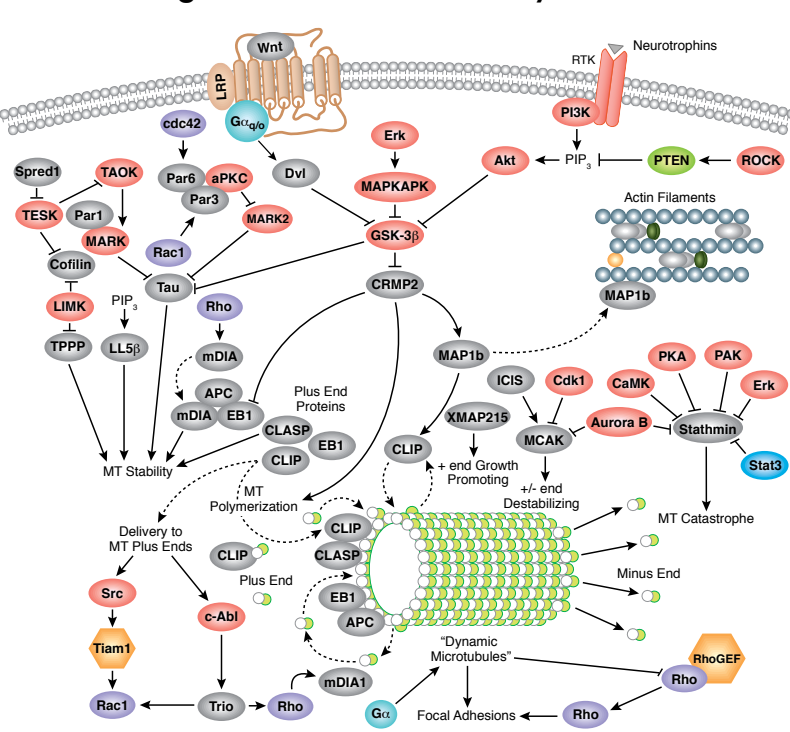 Wnt
Neurotrophins
RTK
LRP
Gαq/o
cdc42
PI3K
Erk
Spred1
TAOK
Par6
aPKC
Dvl
Akt
PIP3
PTEN
ROCK
MAPKAPK
Par3
TESK
Par1
MARK2
Actin Filaments
MARK
GSK-3β
Rac1
Cofilin
Tau
CRMP2
MAP1b
LIMK
PIP3
Rho
TPPP
LL5β
mDIA
MAP1b
PKA
PAK
ICIS
Cdk1
CaMK
Erk
APC
Plus End
Proteins
mDIA
EB1
XMAP215
Aurora B
Stathmin
CLASP
MCAK
EB1
CLIP
CLIP
Stat3
MT Stability
+ end Growth
Promoting
+/- end
Destabilizing
MT
Polymerization
MT Catastrophe
Delivery to
MT Plus Ends
CLIP
CLIP
CLASP
Plus End
Minus End
Src
EB1
c-Abl
APC
Tiam1
"Dynamic
Microtubules"
RhoGEF
Rho
mDIA1
Rac1
Trio
Rho
Gα
Focal Adhesions
Rho